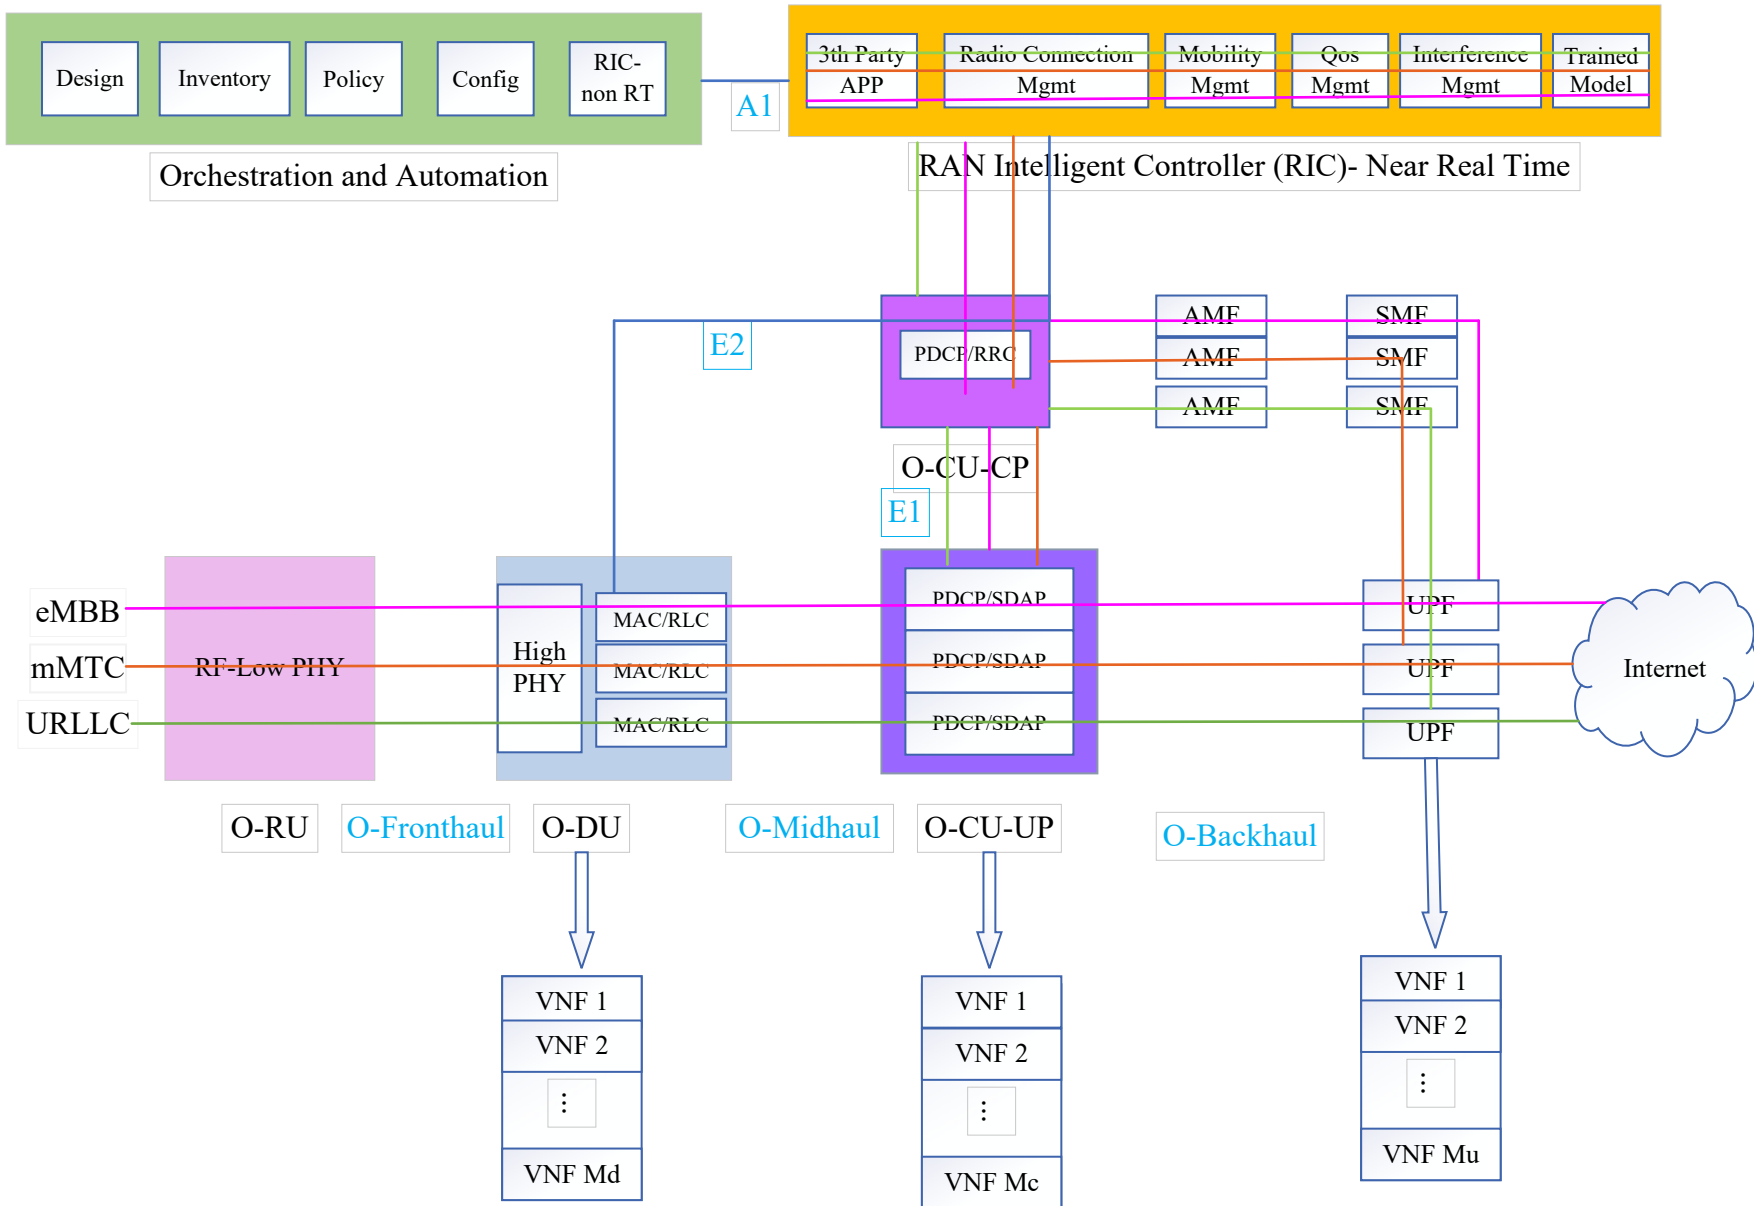 Design
Inventory
Policy
Config
RIC-
non RT
A1
3th Party
APP
Radio Connection
Mgmt
Mobility
Mgmt
Qos
Mgmt
Interference
Mgmt
Trained
Model
Orchestration and Automation
RAN Intelligent Controller (RIC)- Near Real Time
E2
PDCP/RRC
AMF
SMF
AMF
SMF
AMF
SMF
O-CU-CP
E1
eMBB
mMTC
URLLC
RF-Low PHY
High
PHY
MAC/RLC
MAC/RLC
MAC/RLC
PDCP/SDAP
PDCP/SDAP
PDCP/SDAP
UPF
UPF
UPF
Internet
O-RU
O-Fronthaul
O-DU
O-Midhaul
O-CU-UP
O-Backhaul
VNF 1
VNF 2
⋮
VNF Md
VNF 1
VNF 2
⋮
VNF Mc
VNF 1
VNF 2
⋮
VNF Mu